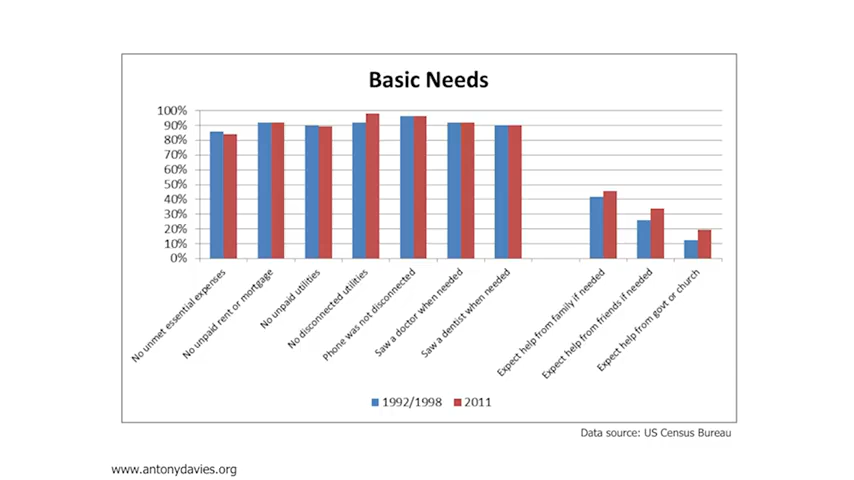 Basic Needs
100%
90%
80%
70%
60%
50%
40%
30%
20%
10%
0%
No unmet essential expenses
No unpaid rent or mortgage
No unpaid utilities
No disconnected utilities
Phone was not disconnected
Saw a doctor when needed
Saw a dentist when needed
Expect help from family if needed
Expect help from friends if needed
Expect help from govt or church
1992/1998
2011
Data source: US Census Bureau
www.antonydavies.org